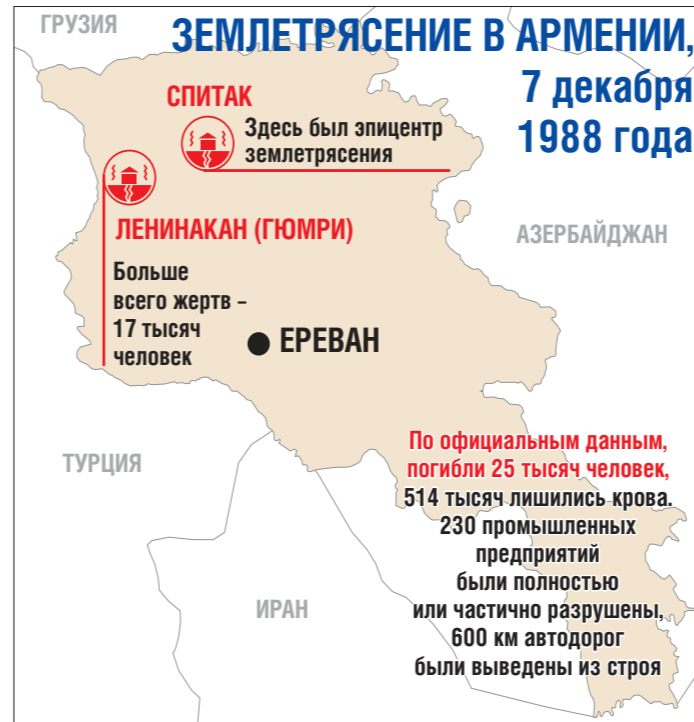 ГРУЗИЯ
ЗЕМЛЕТРЯСЕНИЕ В АРМЕНИИ,
7 декабря
1988 года
СПИТАК
Здесь был эпицентр
землетрясения
ЛЕНИНАКАН (ГЮМРИ)
Больше
всего жертв –
17 тысяч
человек
АЗЕРБАЙДЖАН
ЕРЕВАН
ТУРЦИЯ
ИРАН
По официальным данным,
погибли 25 тысяч человек,
514 тысяч лишились крова.
230 промышленных
предприятий
были полностью
или частично разрушены,
600 км автодорог
были выведены из строя